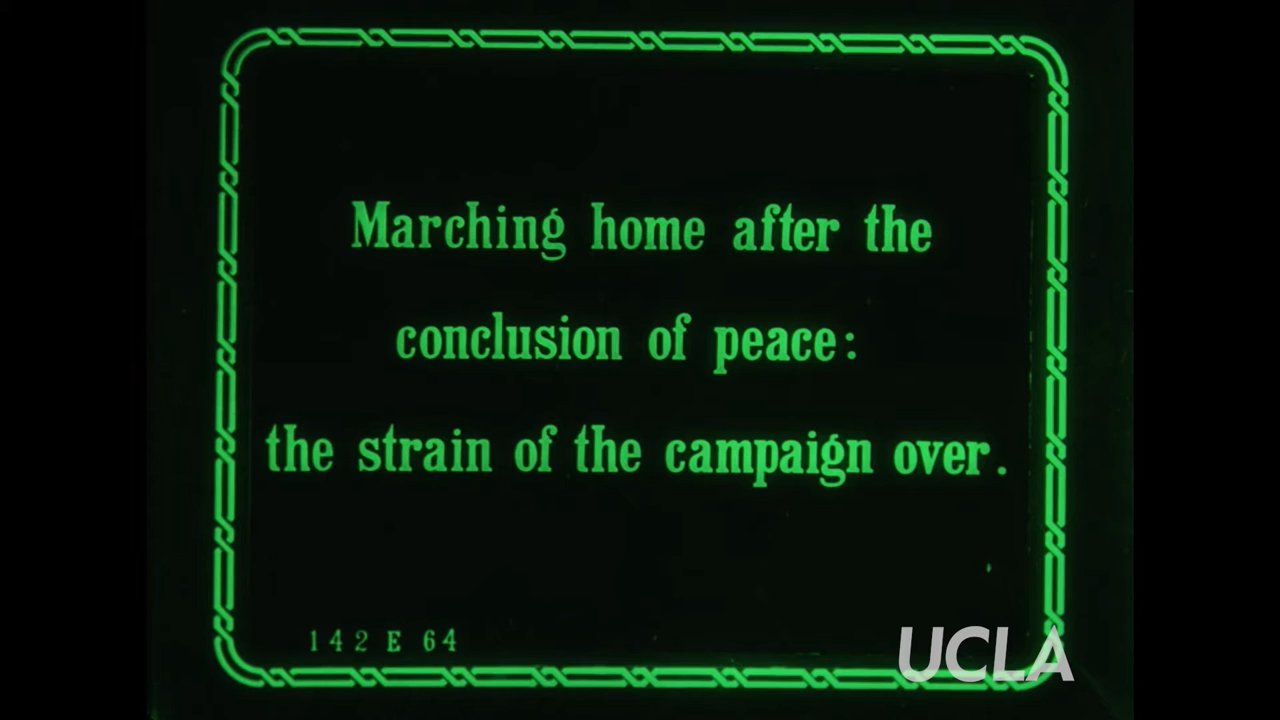 Marching home after the
conclusion of peace:
the strain of the campaign over.
142 E 64
UCLA